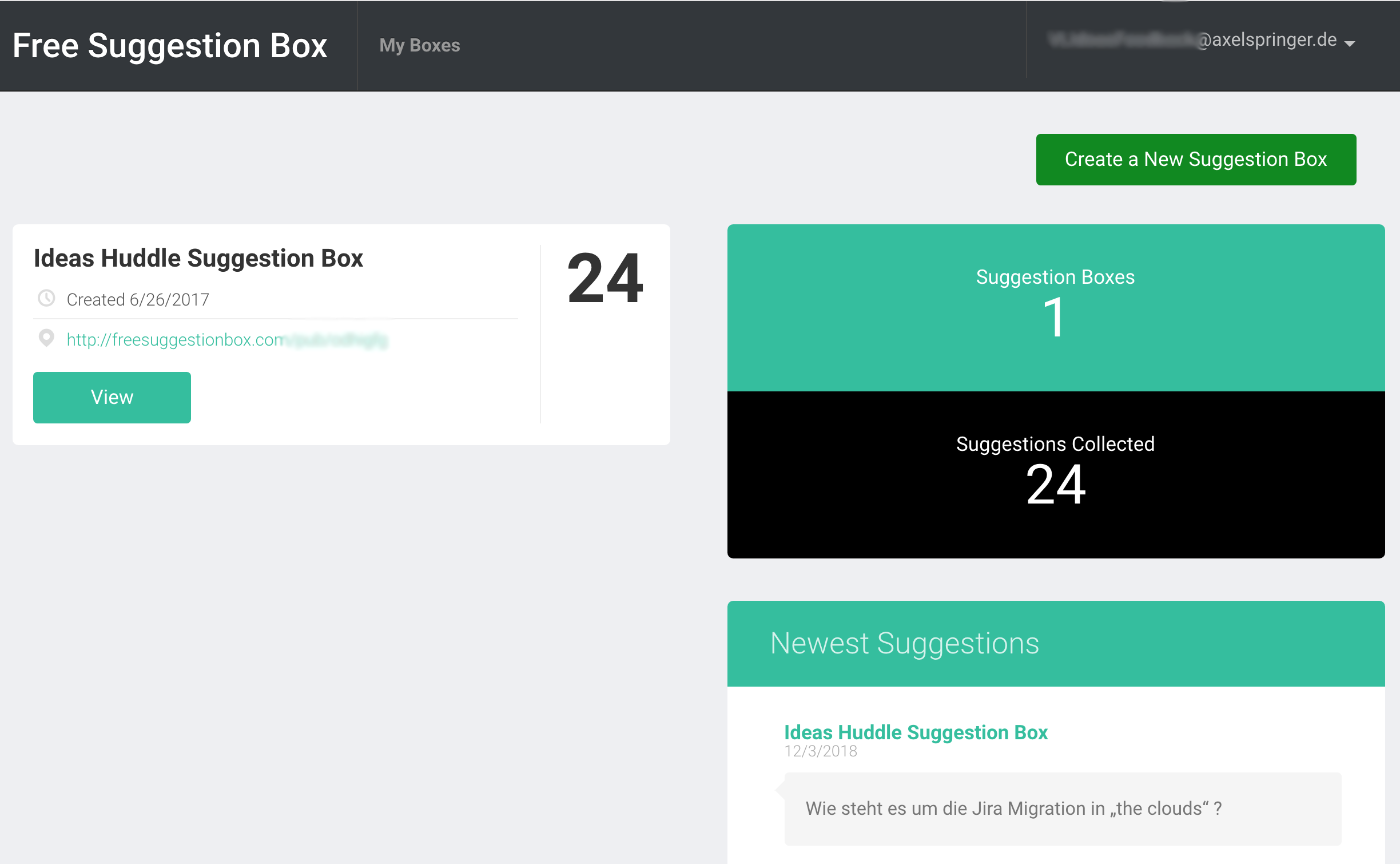 Free Suggestion Box
My Boxes
@axelspringer.de
Create a New Suggestion Box
Ideas Huddle Suggestion Box
24
Created 6/26/2017
http://freesuggestionbox.com
View
Suggestion Boxes
1
Suggestions Collected
24
Newest Suggestions
Ideas Huddle Suggestion Box
12/3/2018
Wie steht es um die Jira Migration in „the clouds“ ?